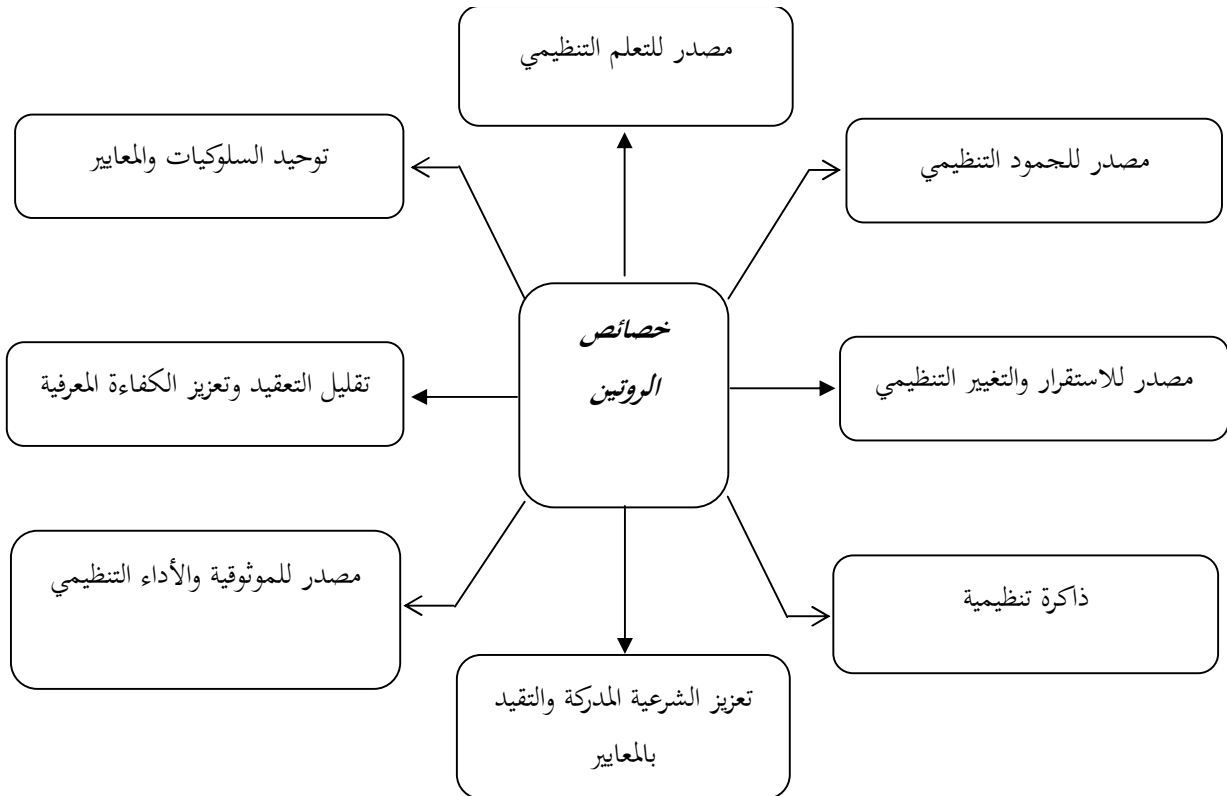 مصدر للتعلم التنظيمي
مصدر للجمود التنظيمي
توحيد السلوكيات والمعايير
خصائص
الروتين
مصدر للاستقرار والتغيير التنظيمي
تقليل التعقيد وتعزيز الكفاءة المعرفية
ذاكرة تنظيمية
مصدر للموثوقية والأداء التنظيمي
تعزيز الشرعية المدركة والتقيد
بالمعايير